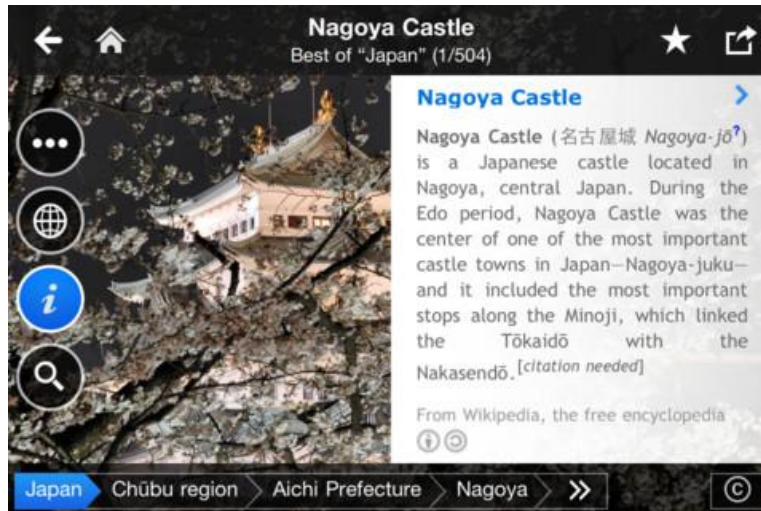 Nagoya Castle
Best of “Japan” (1/504)
Nagoya Castle
Nagoya Castle (名古屋城 Nagoya-jō?)
is a Japanese castle located in
Nagoya, central Japan. During the
Edo period, Nagoya Castle was the
center of one of the most important
castle towns in Japan—Nagoya-juku—
and it included the most important
stops along the Minoji, which linked
the Tōkaidō with the
Nakasendō.[citation needed]
From Wikipedia, the free encyclopedia
Japan Chūbu region Aichi Prefecture Nagoya